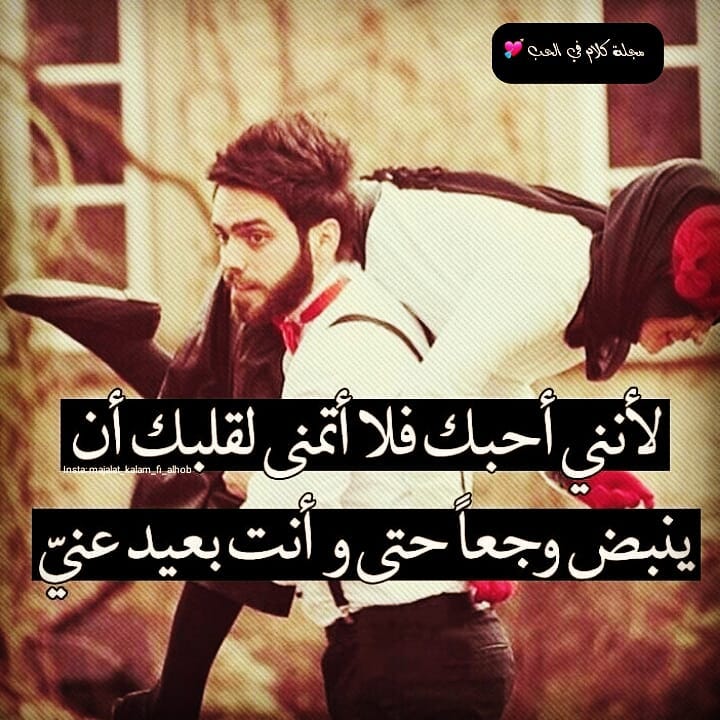 مجلة كلام في الحب 💘
لأنني أحبك فلا أتمنى لقلبك أن
Insta:majalat_kalam_fi_alhob
ينبض وجعاً حتى و أنت بعيد عنيّ